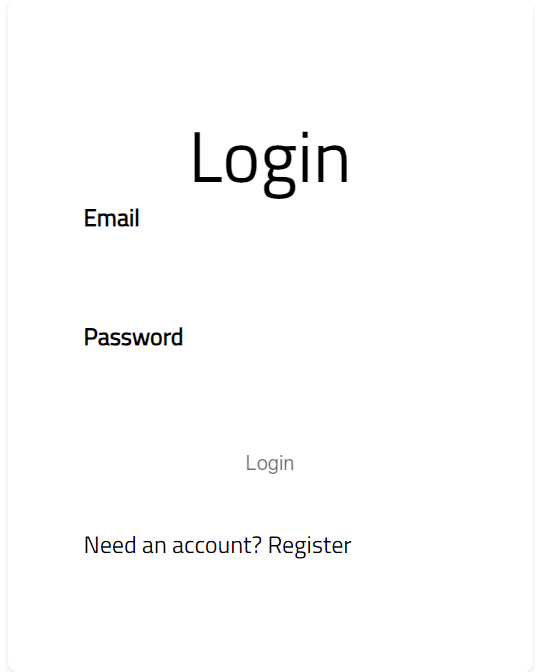 Login
Email
Password
Login
Need an account? Register